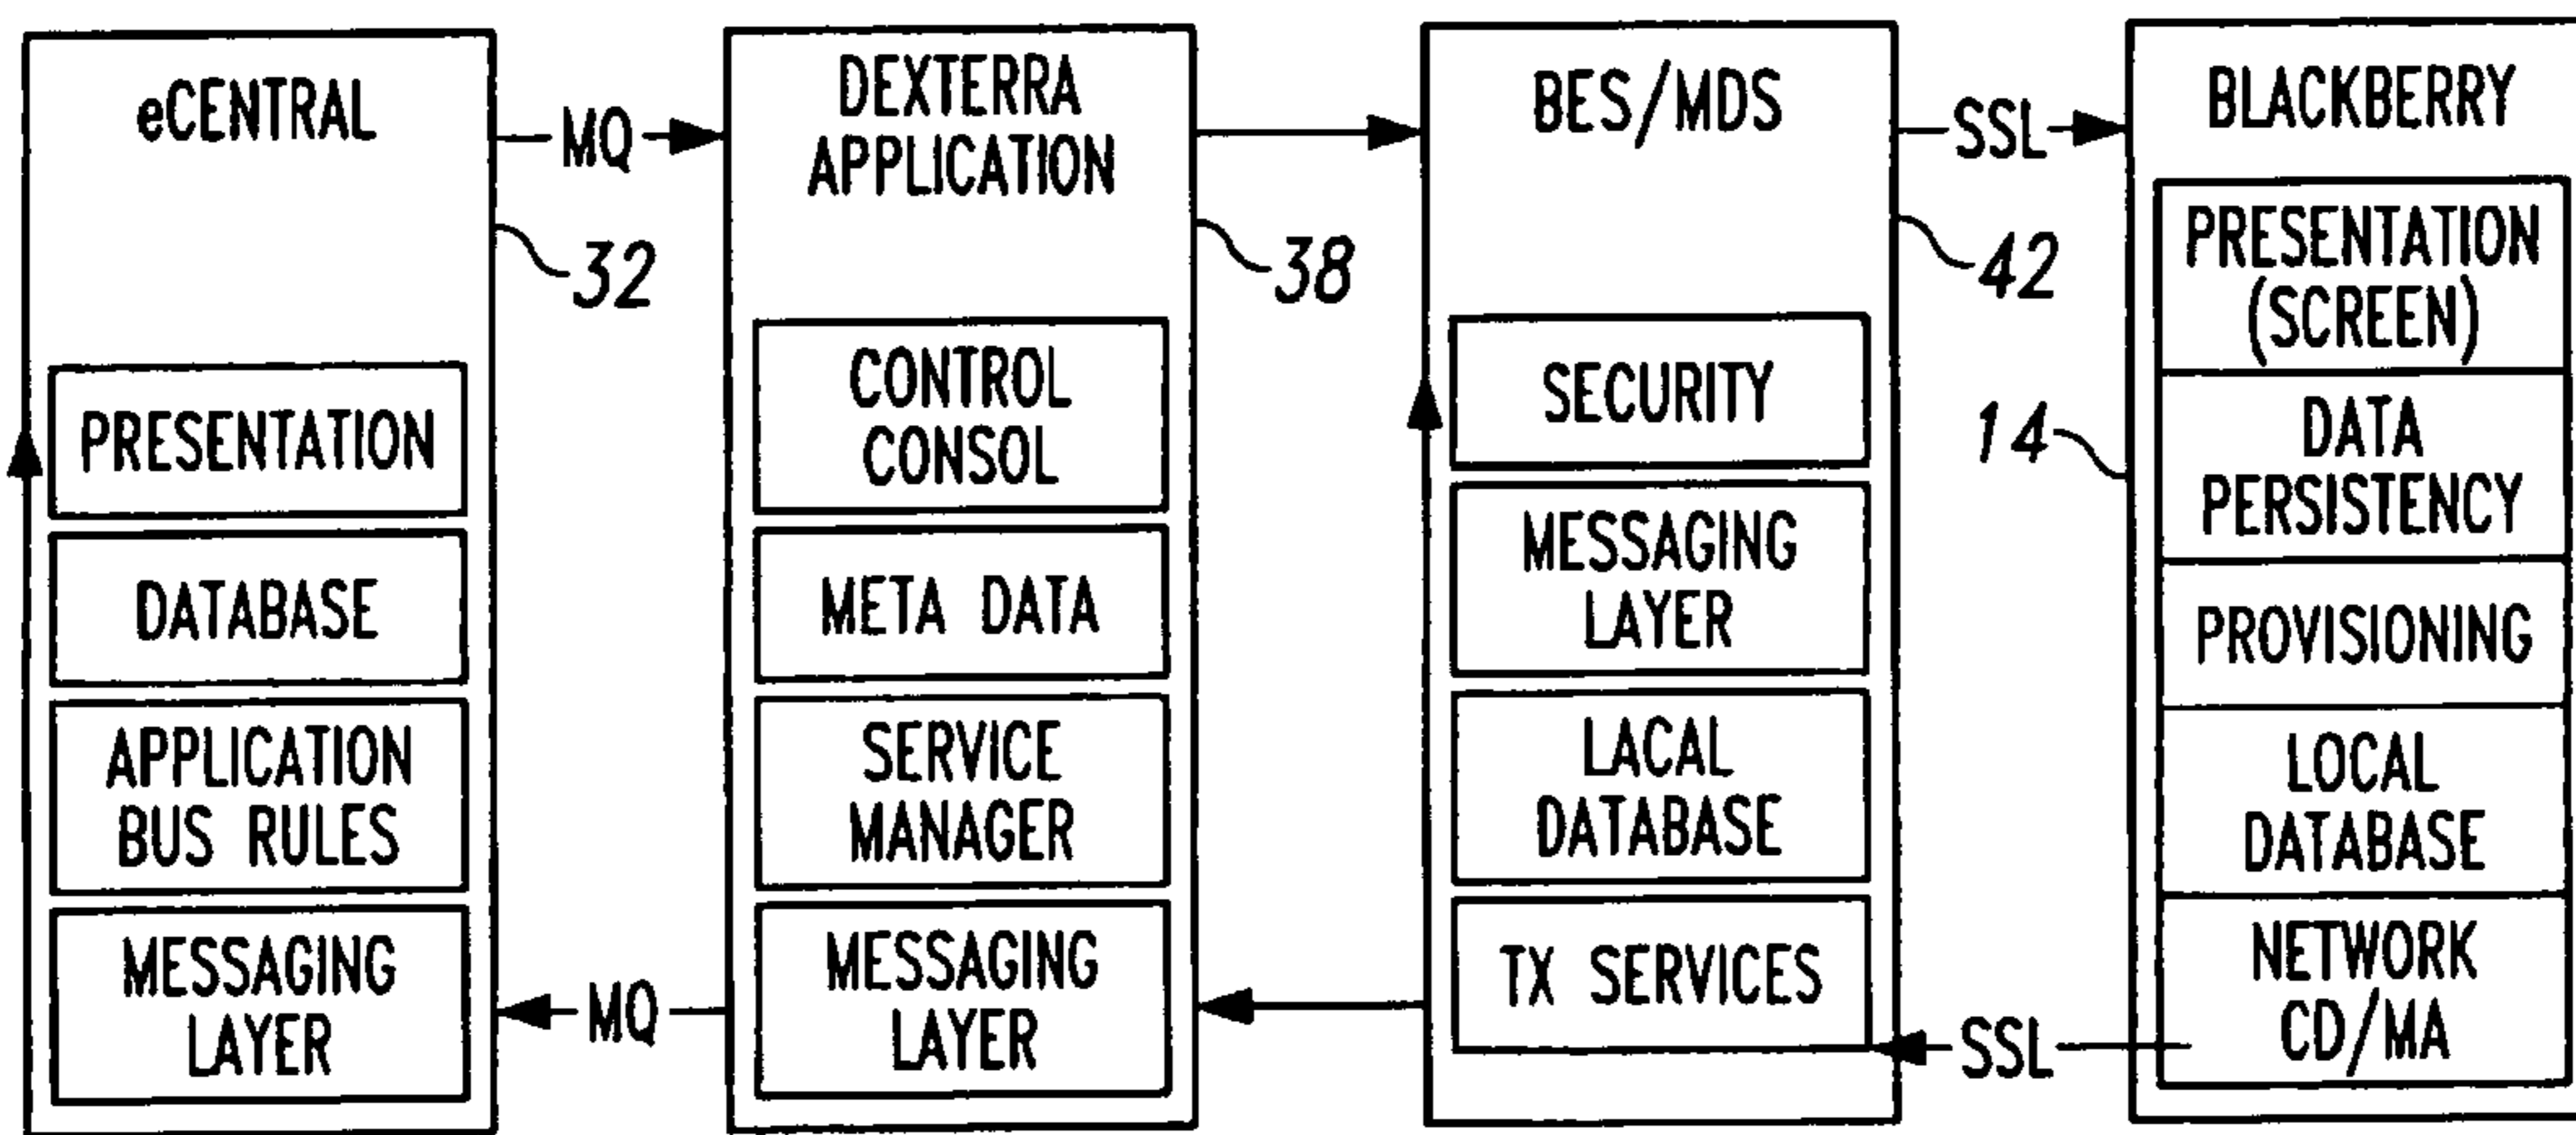 eCENTRAL
MQ
32
PRESENTATION
DATABASE
APPLICATION
BUS RULES
MESSAGING
LAYER
MQ
DEXTERRA
APPLICATION
38
CONTROL
CONSOL
META DATA
SERVICE
MANAGER
MESSAGING
LAYER
BES/MDS
SSL
42
SECURITY
MESSAGING
LAYER
LACAL
DATABASE
TX SERVICES
SSL
BLACKBERRY
14
PRESENTATION
(SCREEN)
DATA
PERSISTENCY
PROVISIONING
LOCAL
DATABASE
NETWORK
CD/MA